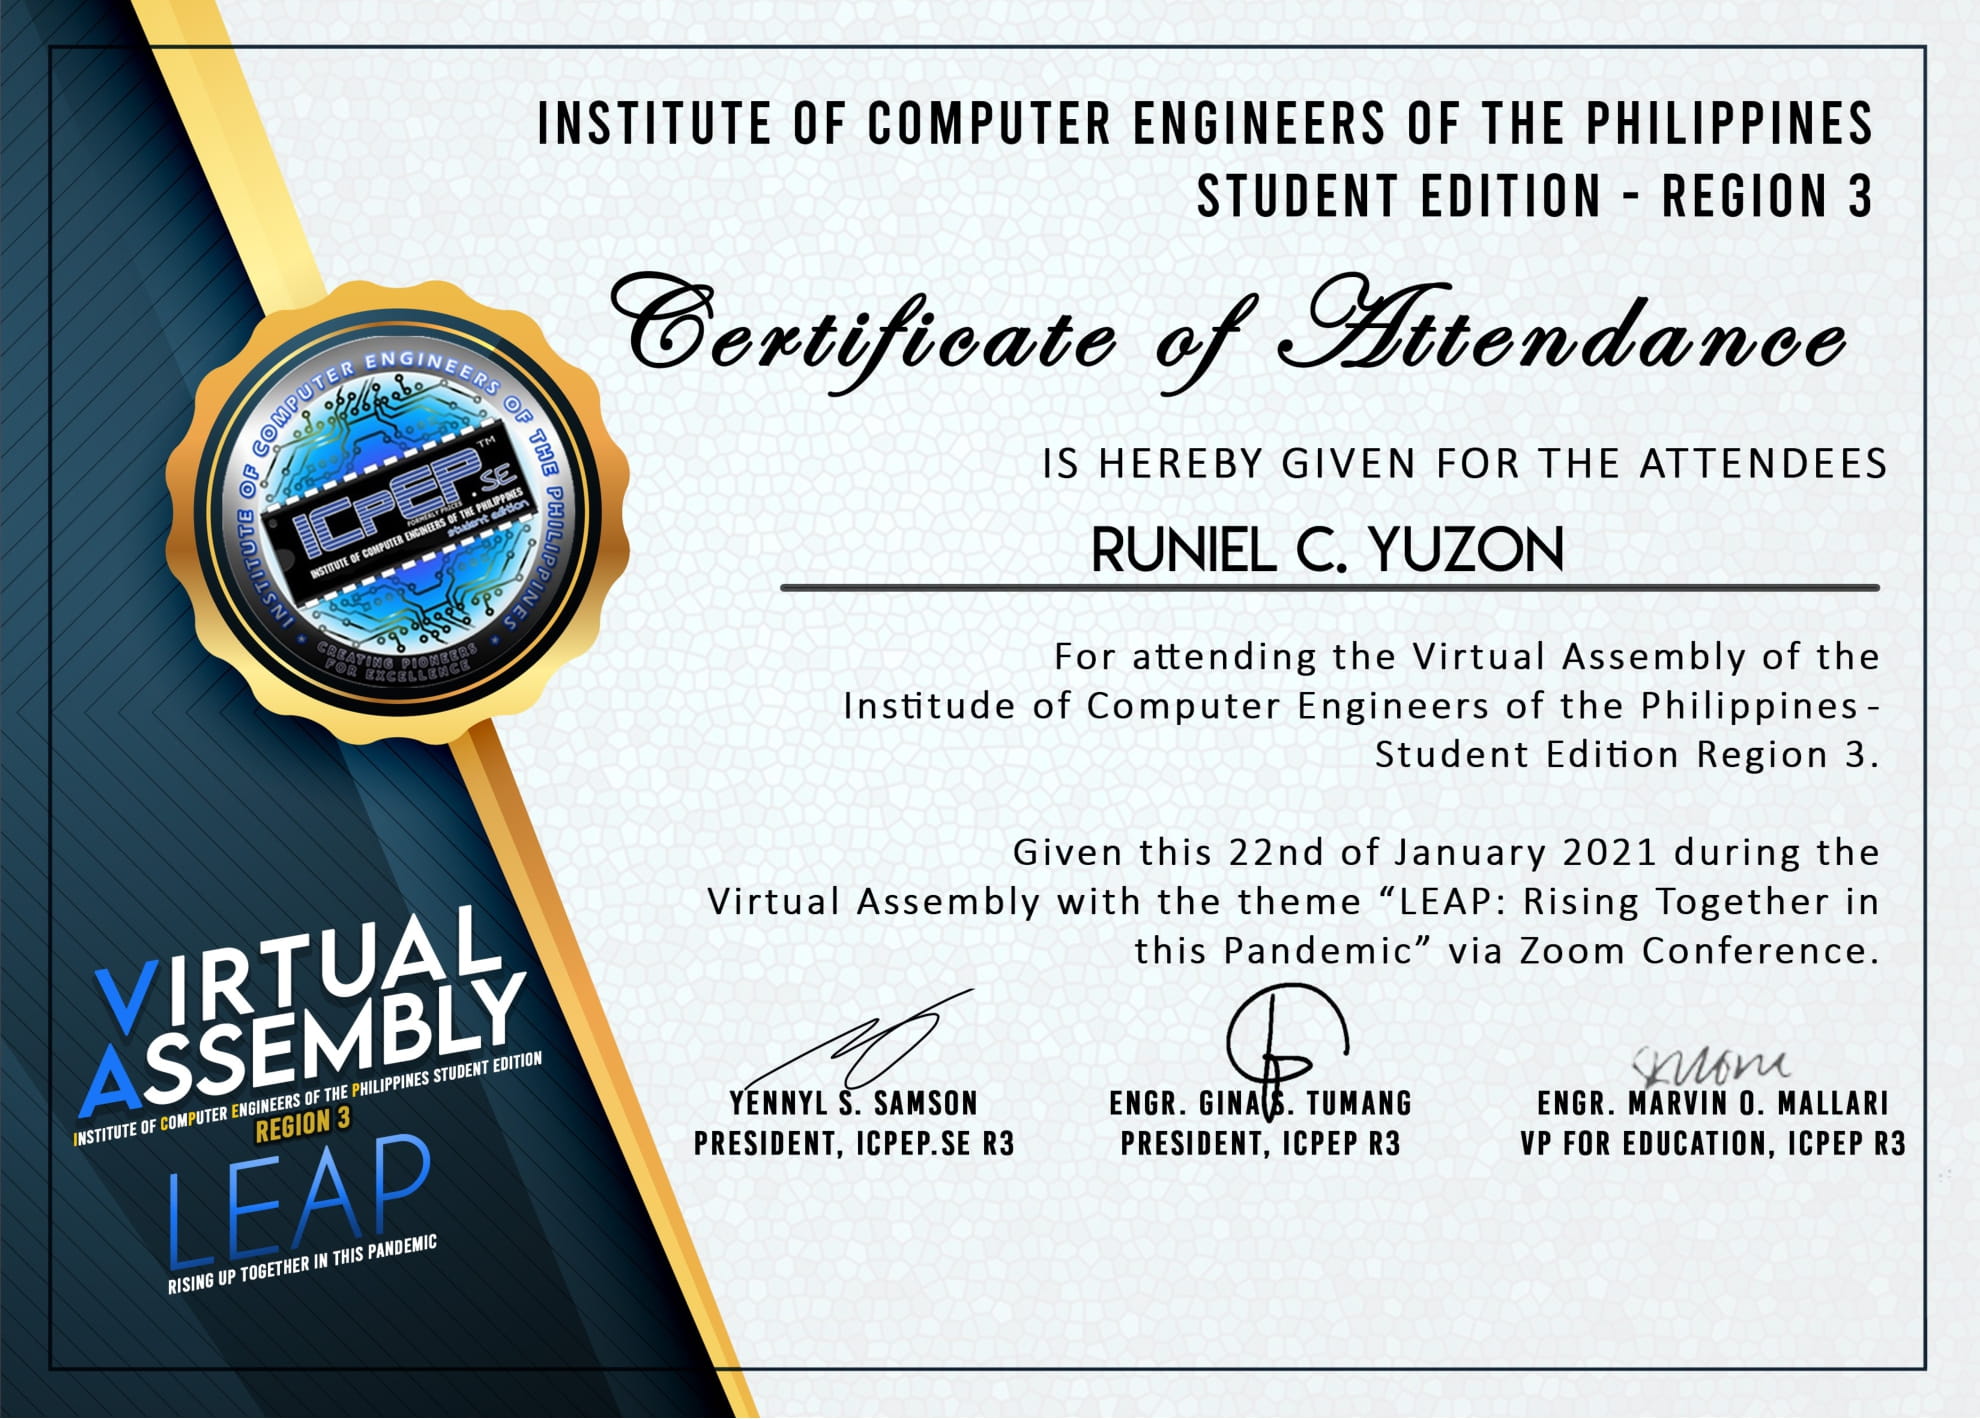 INSTITUTE OF COMPUTER ENGINEERS OF THE PHILIPPINES
STUDENT EDITION - REGION 3
Certificate of Attendance
IS HEREBY GIVEN FOR THE ATTENDEES
RUNIEL C. YUZON
For attending the Virtual Assembly of the
Institude of Computer Engineers of the Philippines -
Student Edition Region 3.
Given this 22nd of January 2021 during the
Virtual Assembly with the theme “LEAP: Rising Together in
this Pandemic” via Zoom Conference.
YENNYL S. SAMSON
PRESIDENT, ICPEP.SE R3
ENGR. GINA S. TUMANG
PRESIDENT, ICPEP R3
ENGR. MARVIN O. MALLARI
VP FOR EDUCATION, ICPEP R3
INSTITUTE OF COMPUTER ENGINEERS OF THE PHILIPPINES
ICPEP.SE™
FORMERLY PHICES
INSTITUTE OF COMPUTER ENGINEERS OF THE PHILIPPINES
student edition
CREATING PIONEERS
FOR EXCELLENCE
VIRTUAL
ASSEMBLY
INSTITUTE OF COMPUTER ENGINEERS OF THE PHILIPPINES STUDENT EDITION
REGION 3
LEAP
RISING UP TOGETHER IN THIS PANDEMIC